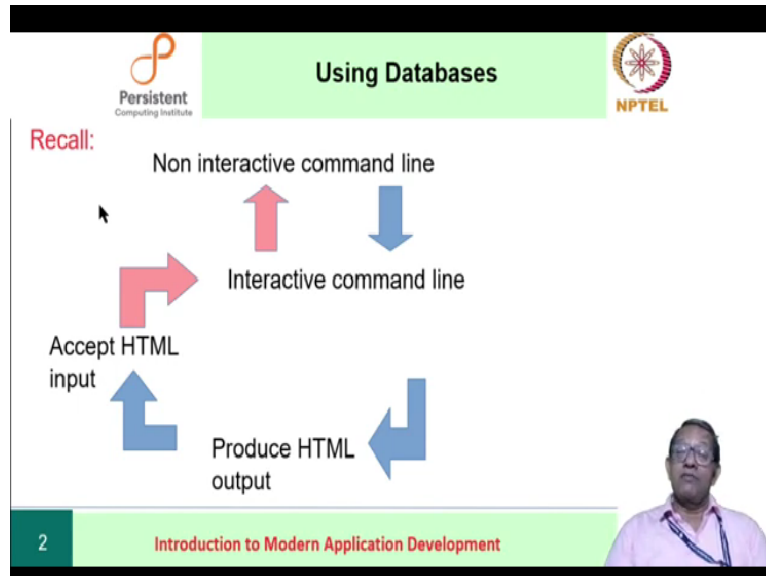 Persistent
Computing Institute
Using Databases
NPTEL
Recall:
Non interactive command line
Interactive command line
Accept HTML
input
Produce HTML
output
2
Introduction to Modern Application Development